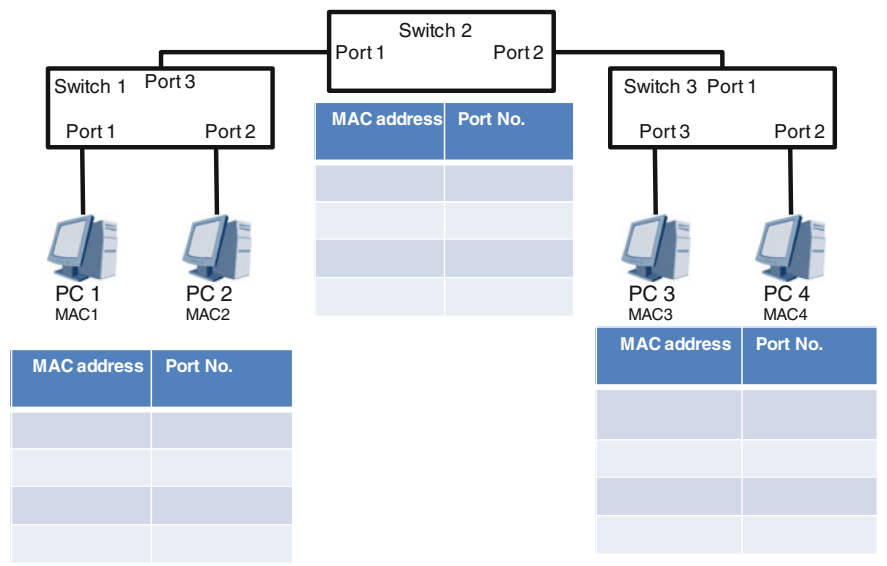 Switch 2
Port 1 Port 2
Switch 1 Port 3
Port 1 Port 2
Switch 3 Port 1
Port 3 Port 2
MAC address Port No.
PC 1 PC 2
MAC1 MAC2
PC 3 PC 4
MAC3 MAC4
MAC address Port No.
MAC address Port No.